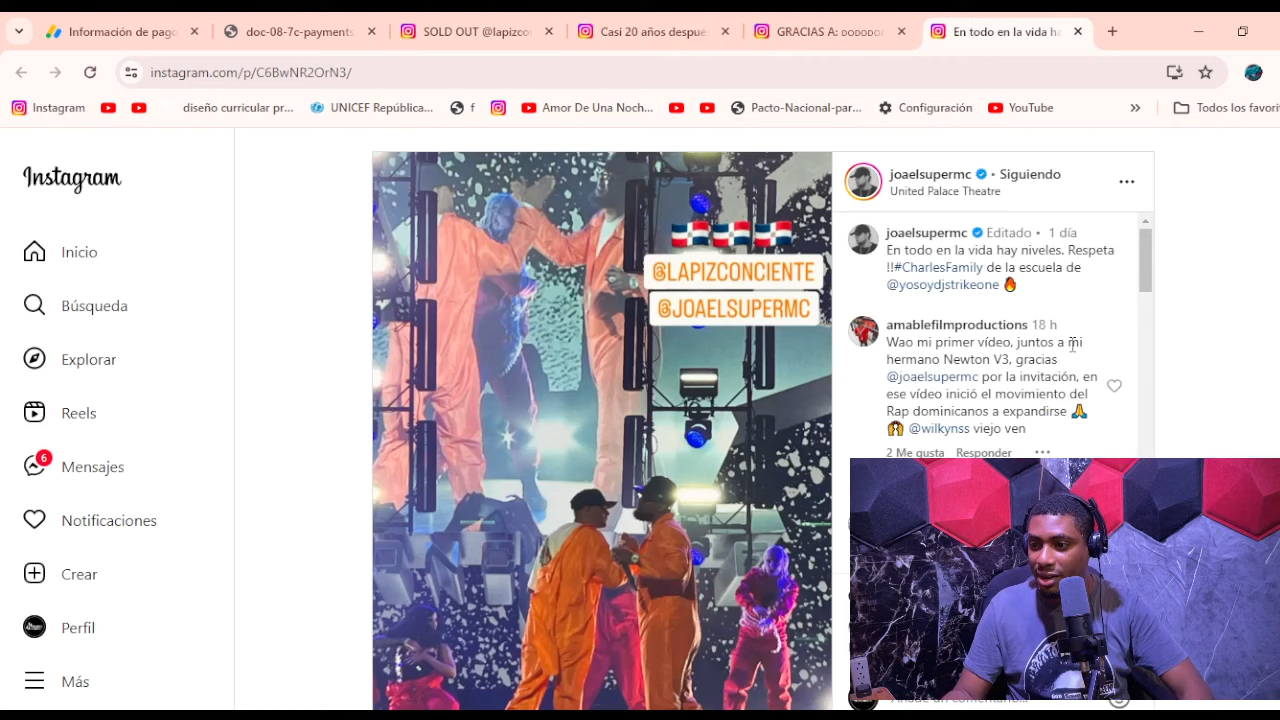 Información de pago
doc-08-7c-payments
SOLD OUT @lapizco
Casi 20 años despué
GRACIAS A: DODODO
En todo en la vida h
instagram.com/p/C6BwNR2OrN3/
Instagram
diseño curricular pr...
UNICEF República...
f
Amor De Una Noch...
Pacto-Nacional-par...
Configuración
YouTube
»
Todos los favori
Instagram
Inicio
Búsqueda
Explorar
Reels
6
Mensajes
Notificaciones
Crear
Perfil
Más
@LAPIZCONCIENTE
@JOAELSUPERMC
joaelsupermc • Siguiendo
United Palace Theatre
joaelsupermc Editado • 1 día
En todo en la vida hay niveles. Respeta
!!#CharlesFamily de la escuela de
@yosoydjstrikeone
amablefilmproductions 18 h
Wao mi primer vídeo, juntos a mi
hermano Newton V3, gracias
@joaelsupermc por la invitación, en
ese vídeo inició el movimiento del
Rap dominicanos a expandirse
@wilkynss viejo ven
2 Me gusta Responder